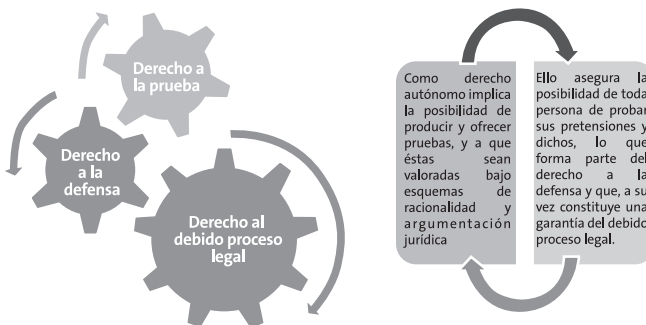 Derecho a
la prueba
Derecho
a la
defensa
Derecho al
debido proceso
legal
Como derecho
autónomo implica
la posibilidad de
producir y ofrecer
pruebas, y a que
éstas sean
valoradas bajo
esquemas de
racionalidad y
argumentación
jurídica
Ello asegura la
posibilidad de toda
persona de probar
sus pretensiones y
dichos, lo que
forma parte del
derecho a la
defensa y que, a su
vez constituye una
garantía del debido
proceso legal.